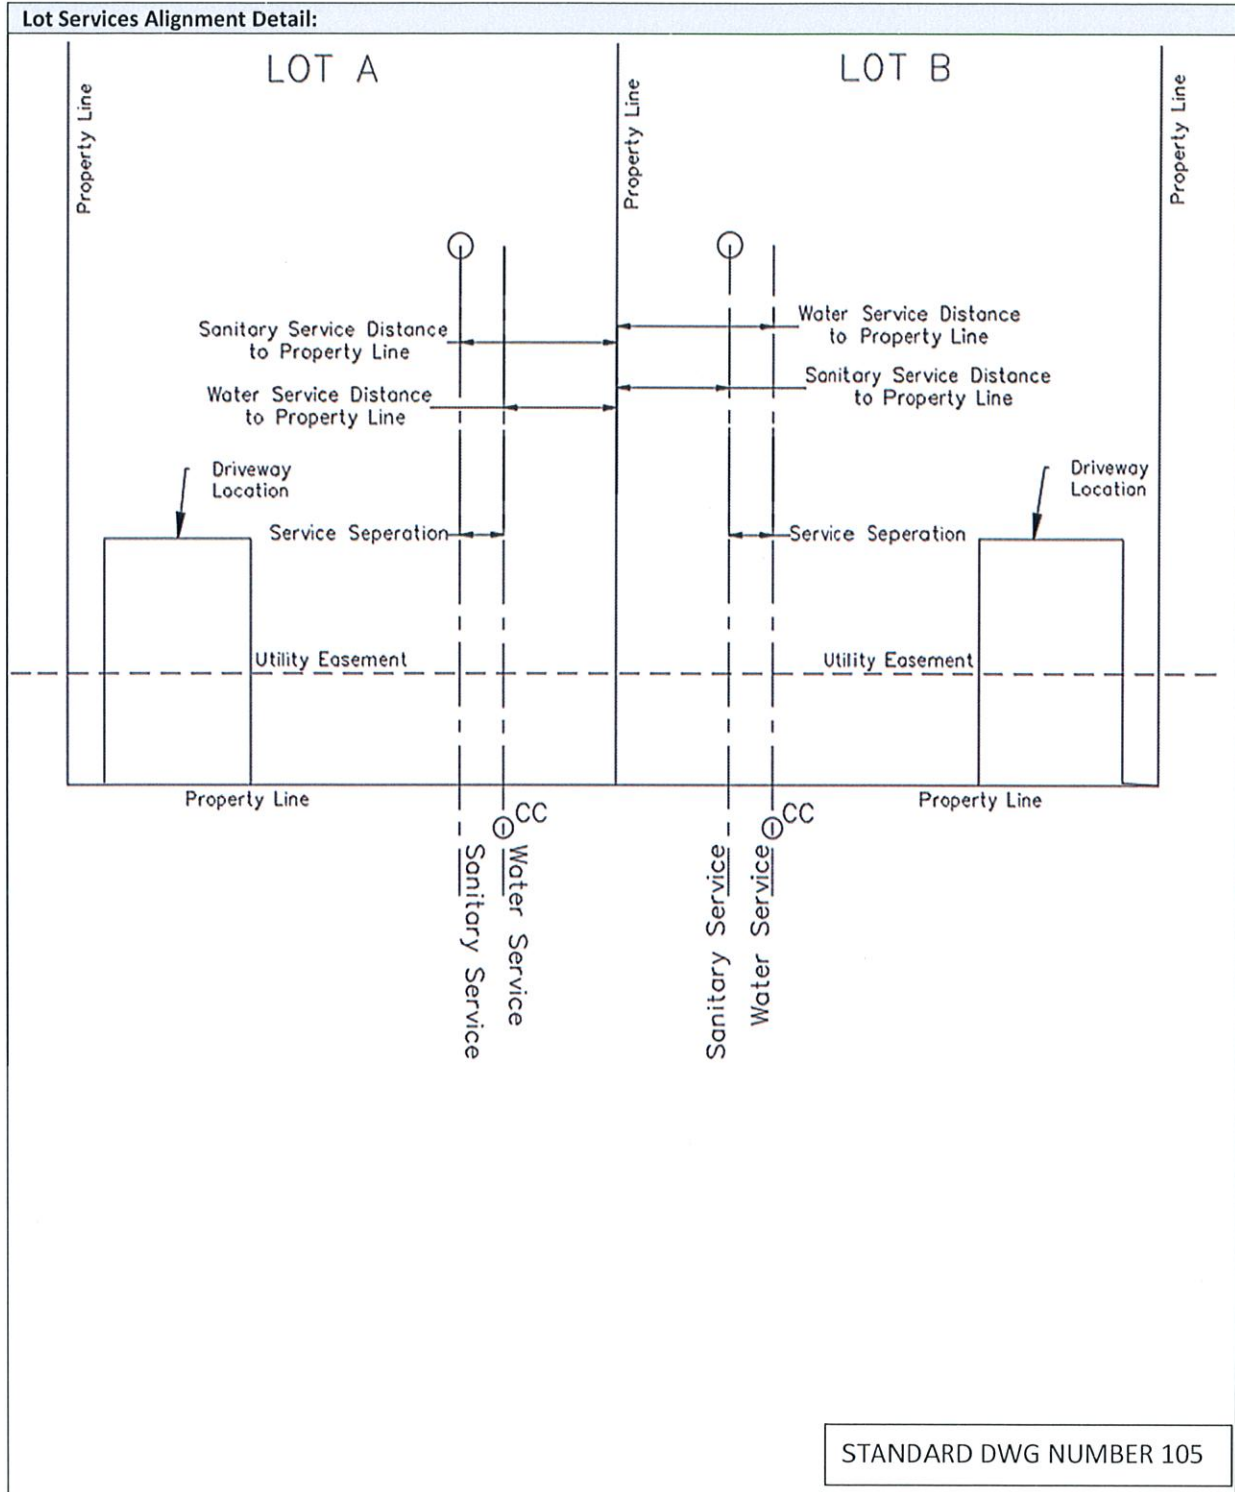 Lot Services Alignment Detail:
LOT A
LOT B
Property Line
Property Line
Property Line
Sanitary Service Distance
to Property Line
Water Service Distance
to Property Line
Water Service Distance
to Property Line
Sanitary Service Distance
to Property Line
Driveway
Location
Driveway
Location
Service Seperation
Service Seperation
Utility Easement
Utility Easement
Property Line
Property Line
CC
CC
Sanitary Service
Water Service
Sanitary Service
Water Service
STANDARD DWG NUMBER 105